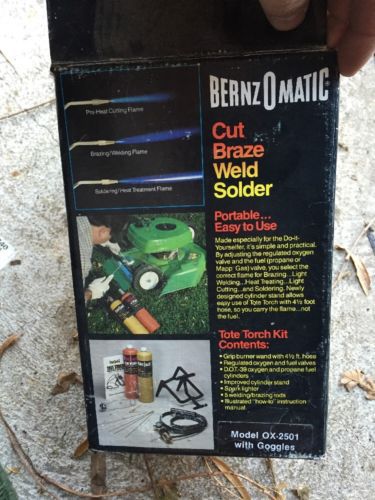 BERNZOMATIC
Pre-Heat Cutting Flame
Brazing/Welding Flame
Soldering/Heat Treatment Flame
Cut
Braze
Weld
Solder
Portable...
Easy to Use
Made especially for the Do-it-
Yourselfer, it's simple and practical.
By adjusting the regulated oxygen
valve and the fuel (propane or
Mapp® Gas) valve, you select the
correct flame for Brazing...Light
Welding...Heat Treating...Light
Cutting...and Soldering. Newly
designed cylinder stand allows
easy use of Tote Torch with 4½ foot
hose, so you carry the flame...not
the fuel.
Tote Torch Kit
Contents:
• Grip burner wand with 4½ ft. hose
• Regulated oxygen and fuel valves
• D.O.T-39 oxygen and propane fuel
cylinders
• Improved cylinder stand
• Spark lighter
• 5 welding/brazing rods
• Illustrated "how-to" instruction
manual.
Model OX-2501
with Goggles